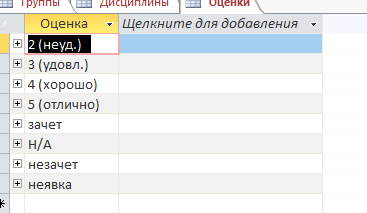 Группы Дисциплины Оценки
Оценка Щелкните для добавления
2 (неуд.)
3 (удовл.)
4 (хорошо)
5 (отлично)
зачет
Н/А
незачет
неявка